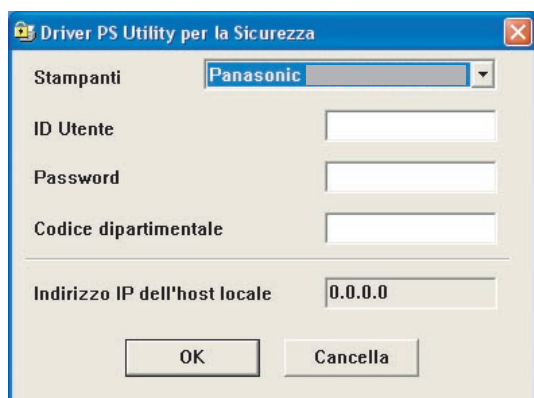 Driver PS Utility per la Sicurezza
Stampanti Panasonic
ID Utente
Password
Codice dipartimentale
Indirizzo IP dell'host locale 0.0.0.0
OK Cancella